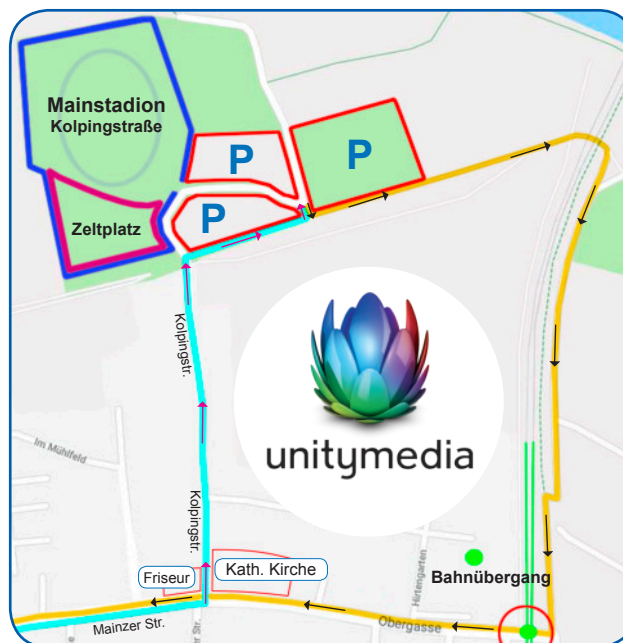 Mainstadion
Kolpingstraße
P
P
P
Zeltplatz
Kolpingstr.
unitymedia
Im Mühlfeld
Kolpingstr.
Friseur
Kath. Kirche
Bahnübergang
Hirtengarten
Obergasse
Mainzer Str.